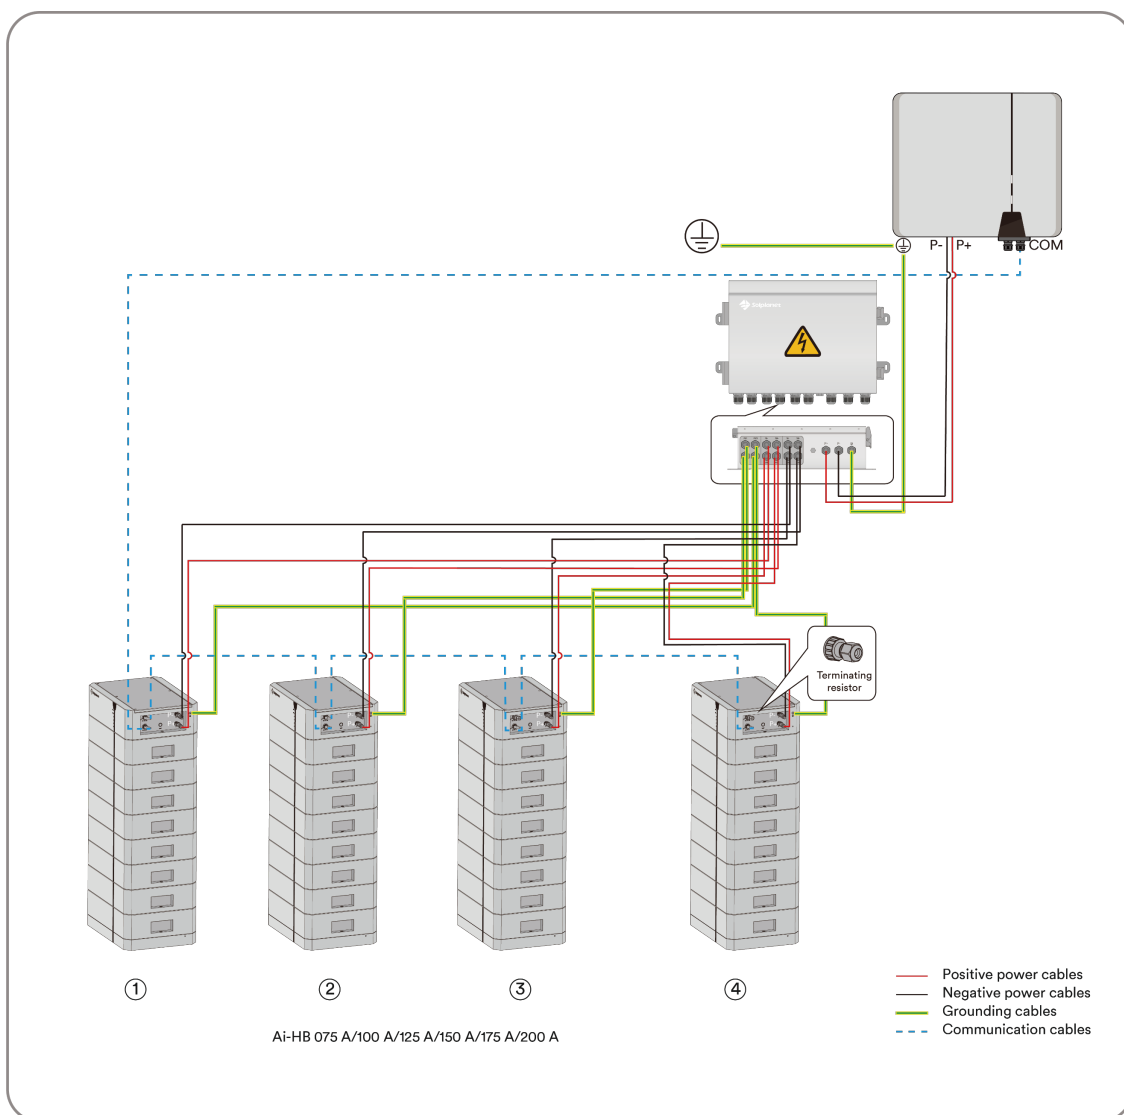 P-
P+
COM
Terminating
resistor
1
2
3
4
Positive power cables
Negative power cables
Grounding cables
Communication cables
Ai-HB 075 A/100 A/125 A/150 A/175 A/200 A